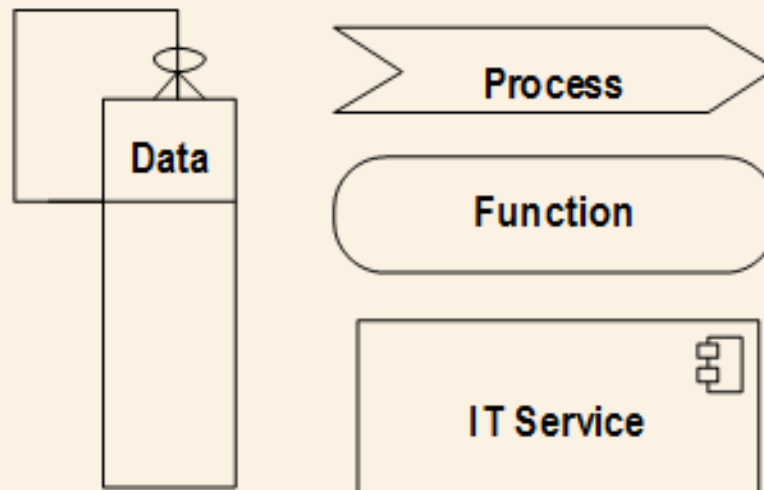 Data
Process
Function
IT Service